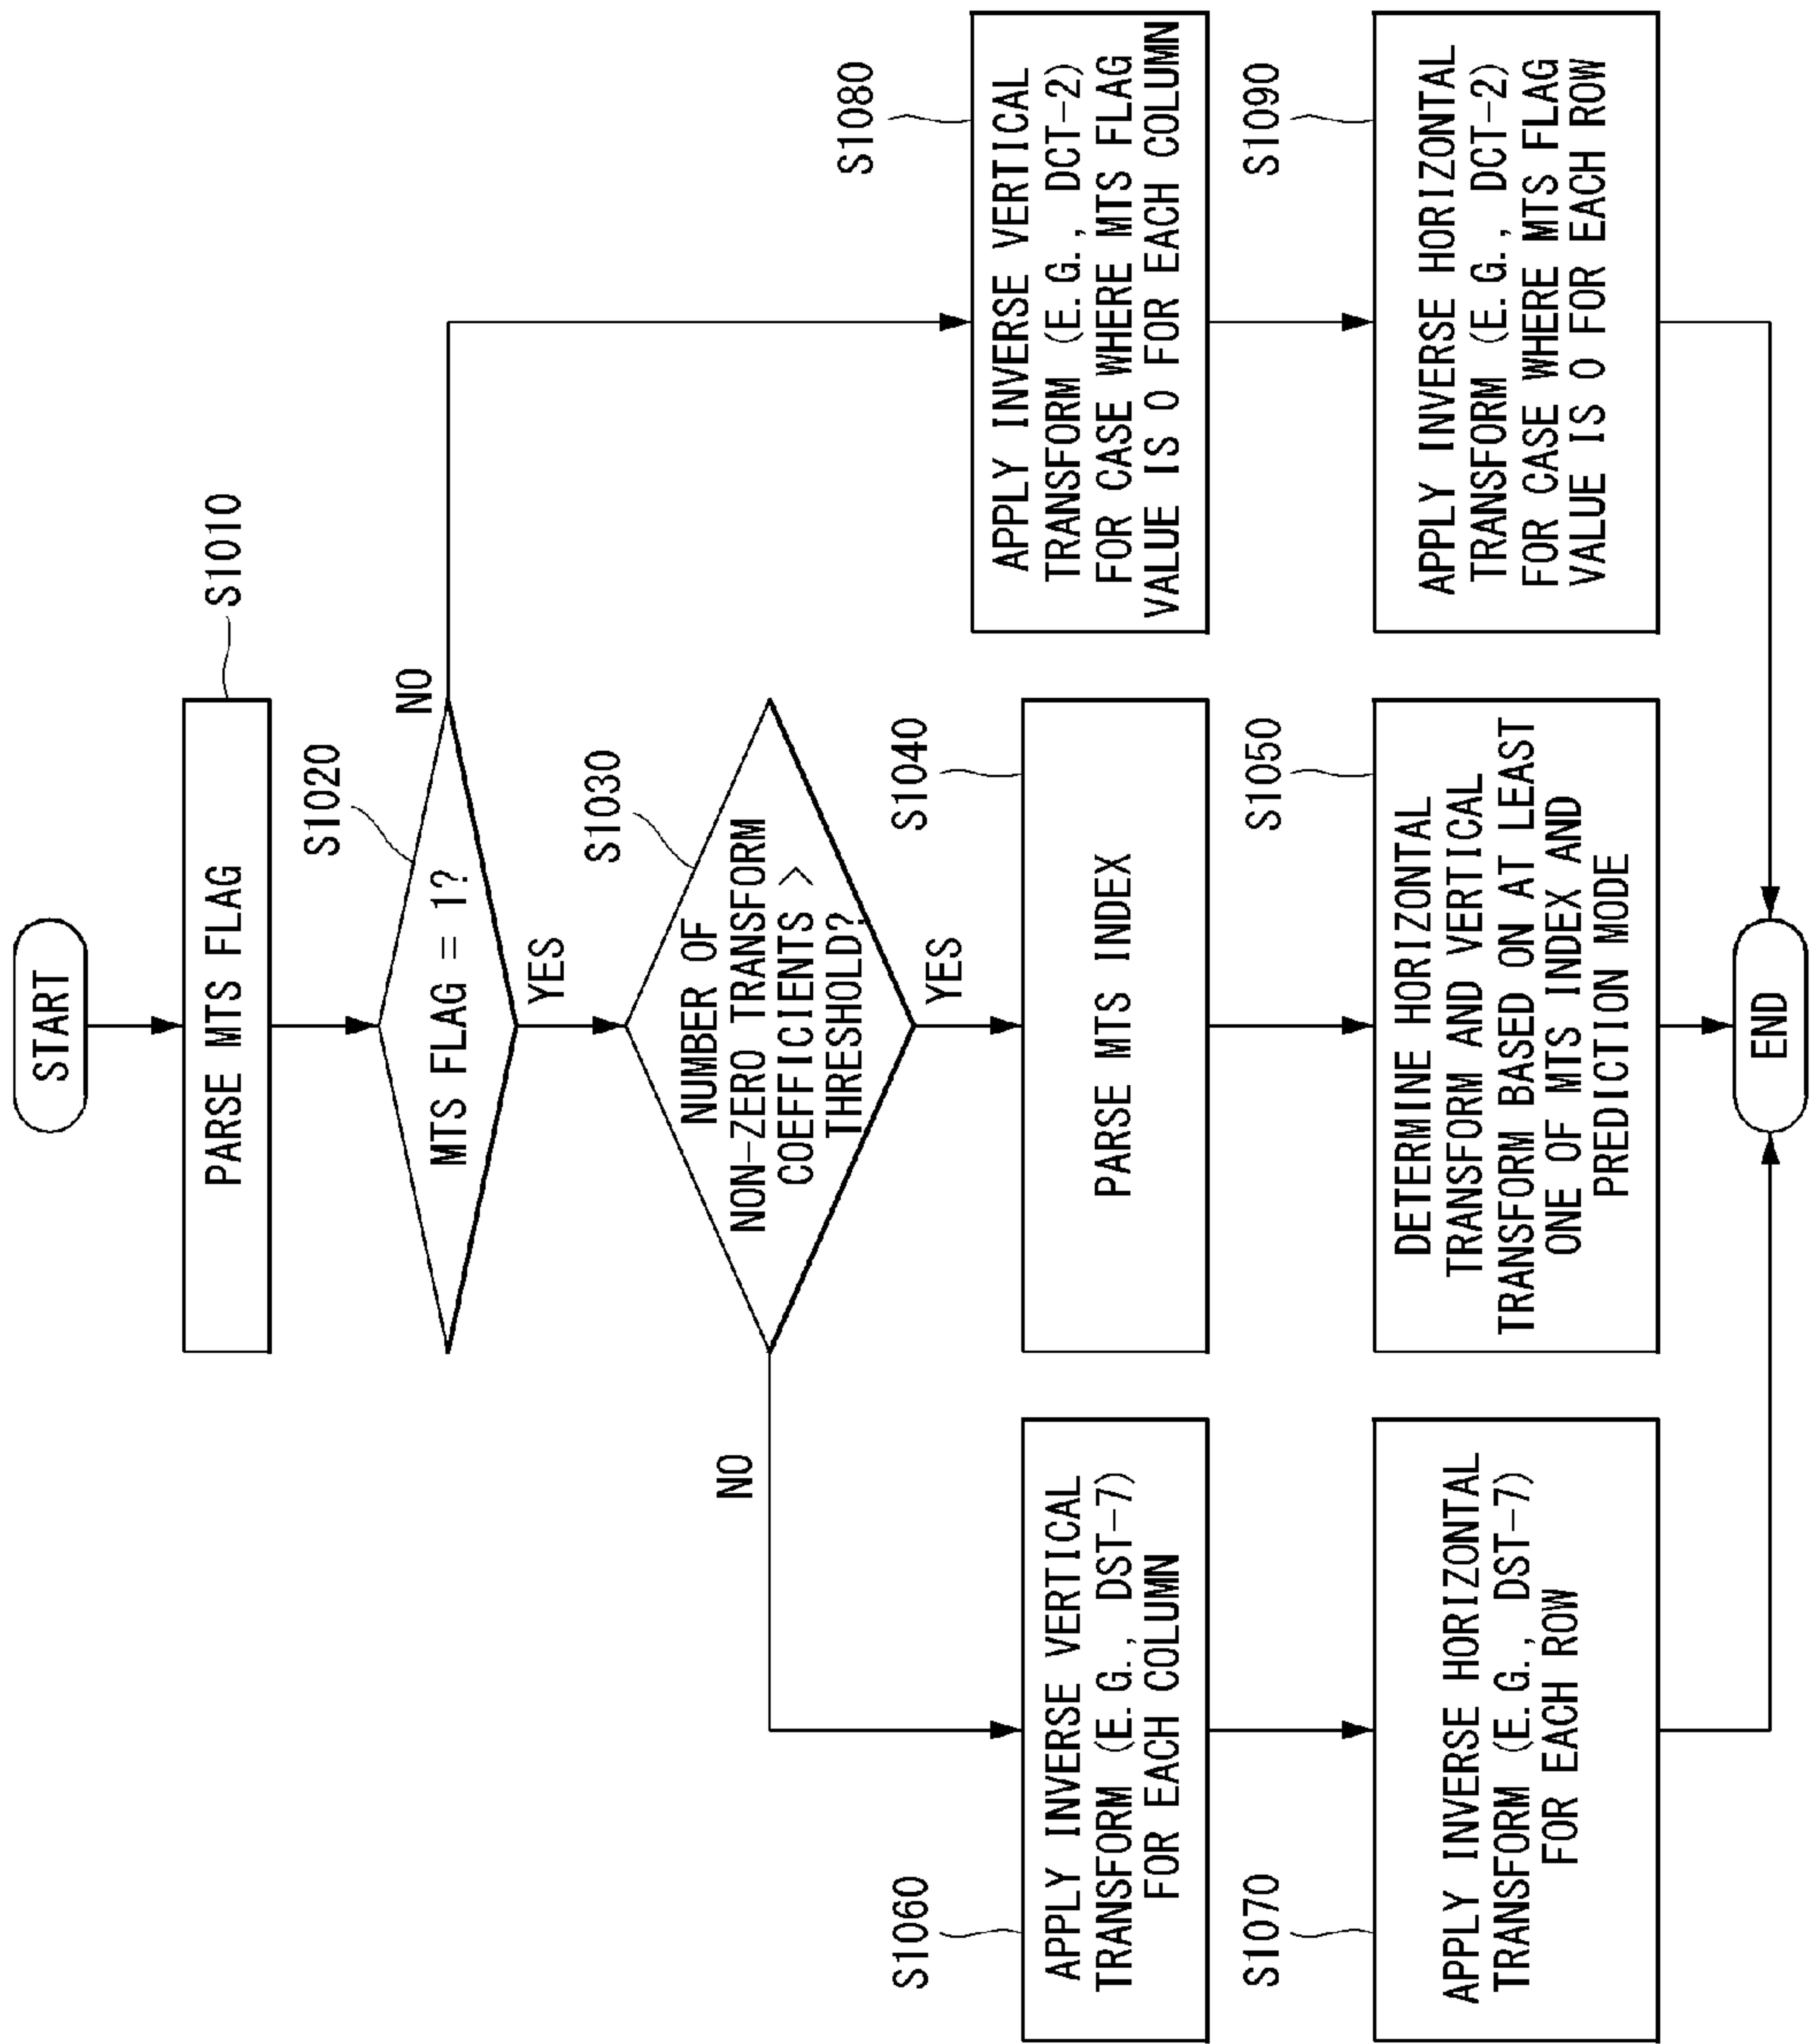 START
PARSE MTS FLAG
S1010
MTS FLAG = 1?
S1020
NO
YES
NUMBER OF
NON-ZERO TRANSFORM
COEFFICIENTS >
THRESHOLD?
S1030
NO
YES
APPLY INVERSE VERTICAL
TRANSFORM (E.G., DST-7)
FOR EACH COLUMN
S1060
PARSE MTS INDEX
S1040
APPLY INVERSE VERTICAL
TRANSFORM (E.G., DCT-2)
FOR CASE WHERE MTS FLAG
VALUE IS 0 FOR EACH COLUMN
S1080
APPLY INVERSE HORIZONTAL
TRANSFORM (E.G., DST-7)
FOR EACH ROW
S1070
DETERMINE HORIZONTAL
TRANSFORM AND VERTICAL
TRANSFORM BASED ON AT LEAST
ONE OF MTS INDEX AND
PREDICTION MODE
S1050
APPLY INVERSE HORIZONTAL
TRANSFORM (E.G., DCT-2)
FOR CASE WHERE MTS FLAG
VALUE IS 0 FOR EACH ROW
S1090
END